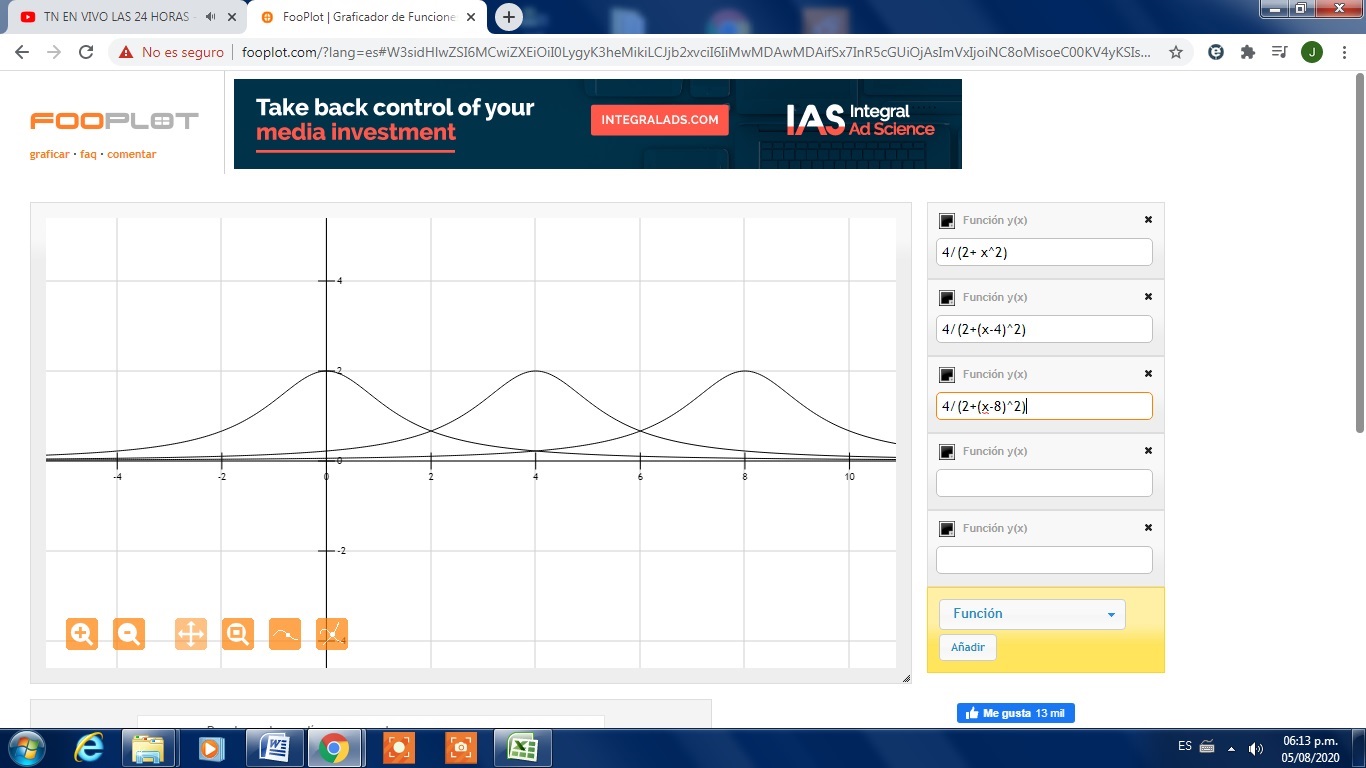 TN EN VIVO LAS 24 HORAS -
FooPlot | Graficador de Funcione
No es seguro
fooplot.com/?lang=es#W3sidHlwZSI6MCwiZXEiOiI0LygyK3heMikiLCJjb2xvciI6IiMwMDAwMDAifSx7InR5cGUiOjAsImVxIjoiNC8oMisoeC00KV4yKSIs...
J
FOOPLOT
graficar · faq · comentar
Take back control of your
media investment
INTEGRALADS.COM
IAS Integral
Ad Science
4
2
0
-2
-4
-4
-2
0
2
4
6
8
10
Función y(x)
4/(2+ x^2)
Función y(x)
4/(2+(x-4)^2)
Función y(x)
4/(2+(x-8)^2)
Función y(x)
Función y(x)
Función
Añadir
Me gusta 13 mil
ES
06:13 p.m.
05/08/2020